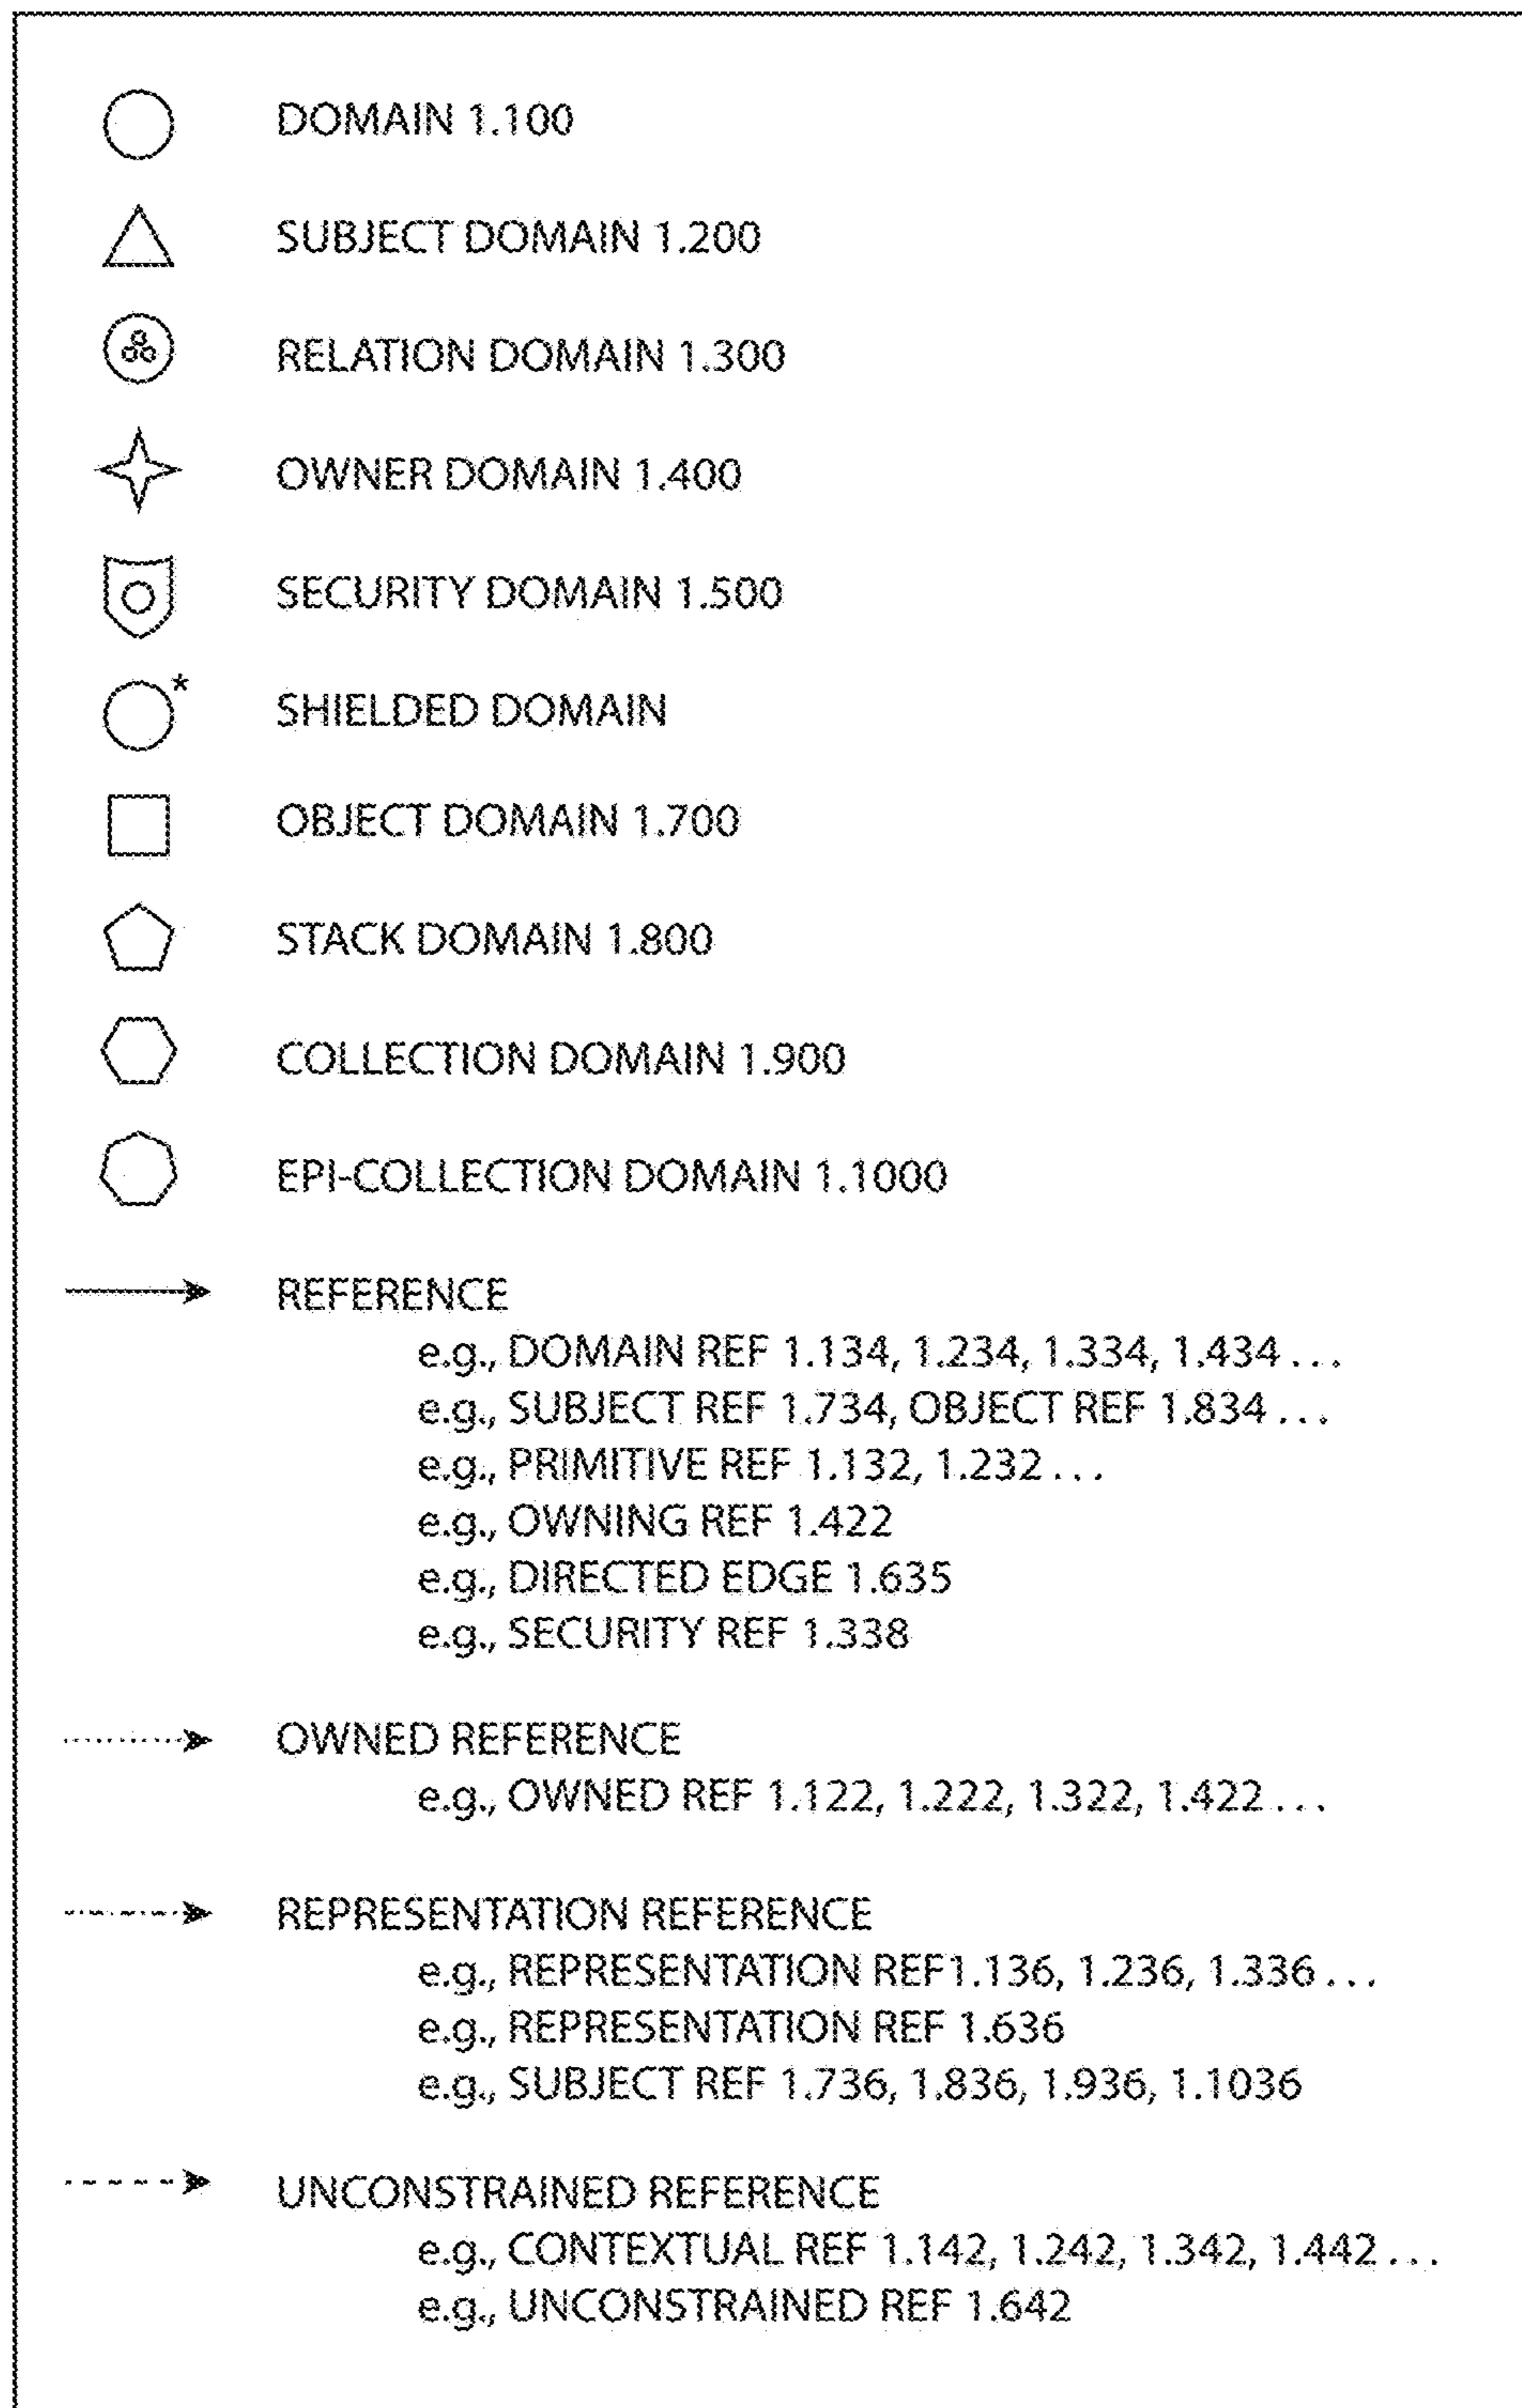 DOMAIN 1.100
SUBJECT DOMAIN 1.200
RELATION DOMAIN 1.300
OWNER DOMAIN 1.400
SECURITY DOMAIN 1.500
* SHIELDED DOMAIN
OBJECT DOMAIN 1.700
STACK DOMAIN 1.800
COLLECTION DOMAIN 1.900
EPI-COLLECTION DOMAIN 1.1000
REFERENCE
e.g., DOMAIN REF 1.134, 1.234, 1.334, 1.434...
e.g., SUBJECT REF 1.734, OBJECT REF 1.834...
e.g., PRIMITIVE REF 1.132, 1.232...
e.g., OWNING REF 1.422
e.g., DIRECTED EDGE 1.635
e.g., SECURITY REF 1.338
OWNED REFERENCE
e.g., OWNED REF 1.122, 1.222, 1.322, 1.422...
REPRESENTATION REFERENCE
e.g., REPRESENTATION REF1.136, 1.236, 1.336...
e.g., REPRESENTATION REF 1.636
e.g., SUBJECT REF 1.736, 1.836, 1.936, 1.1036
UNCONSTRAINED REFERENCE
e.g., CONTEXTUAL REF 1.142, 1.242, 1.342, 1.442...
e.g., UNCONSTRAINED REF 1.642